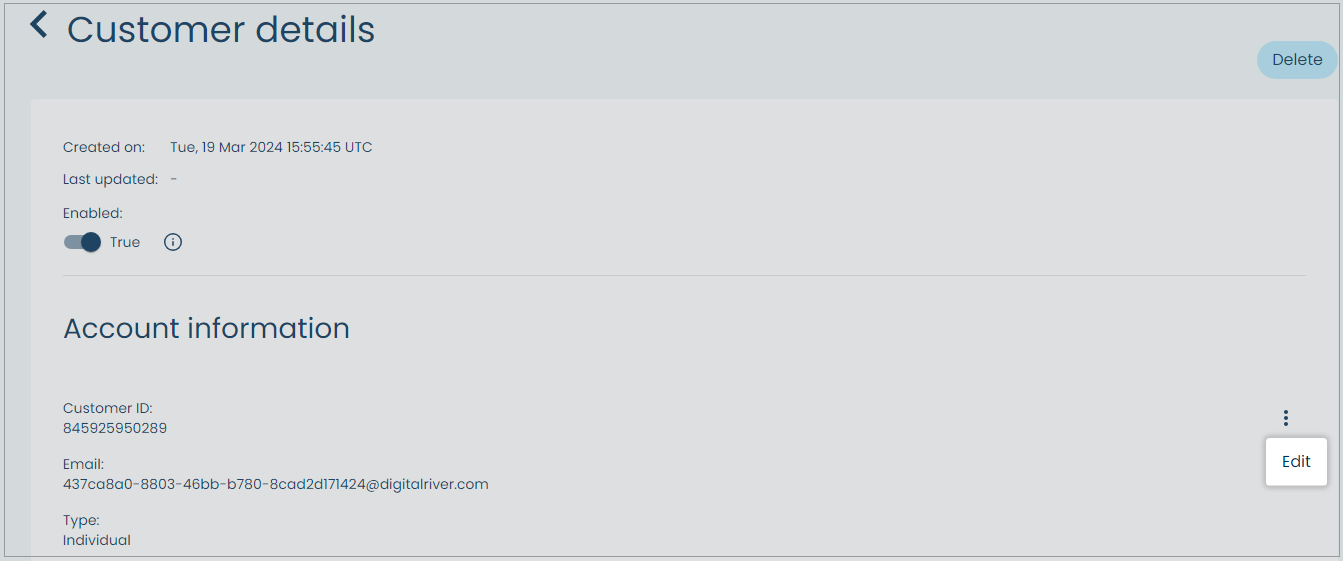 Customer details
Delete
Created on: Tue, 19 Mar 2024 15:55:45 UTC
Last updated: -
Enabled:
True
Account information
Customer ID:
845925950289
Edit
Email:
437ca8a0-8803-46bb-b780-8cad2d171424@digitalriver.com
Type:
Individual